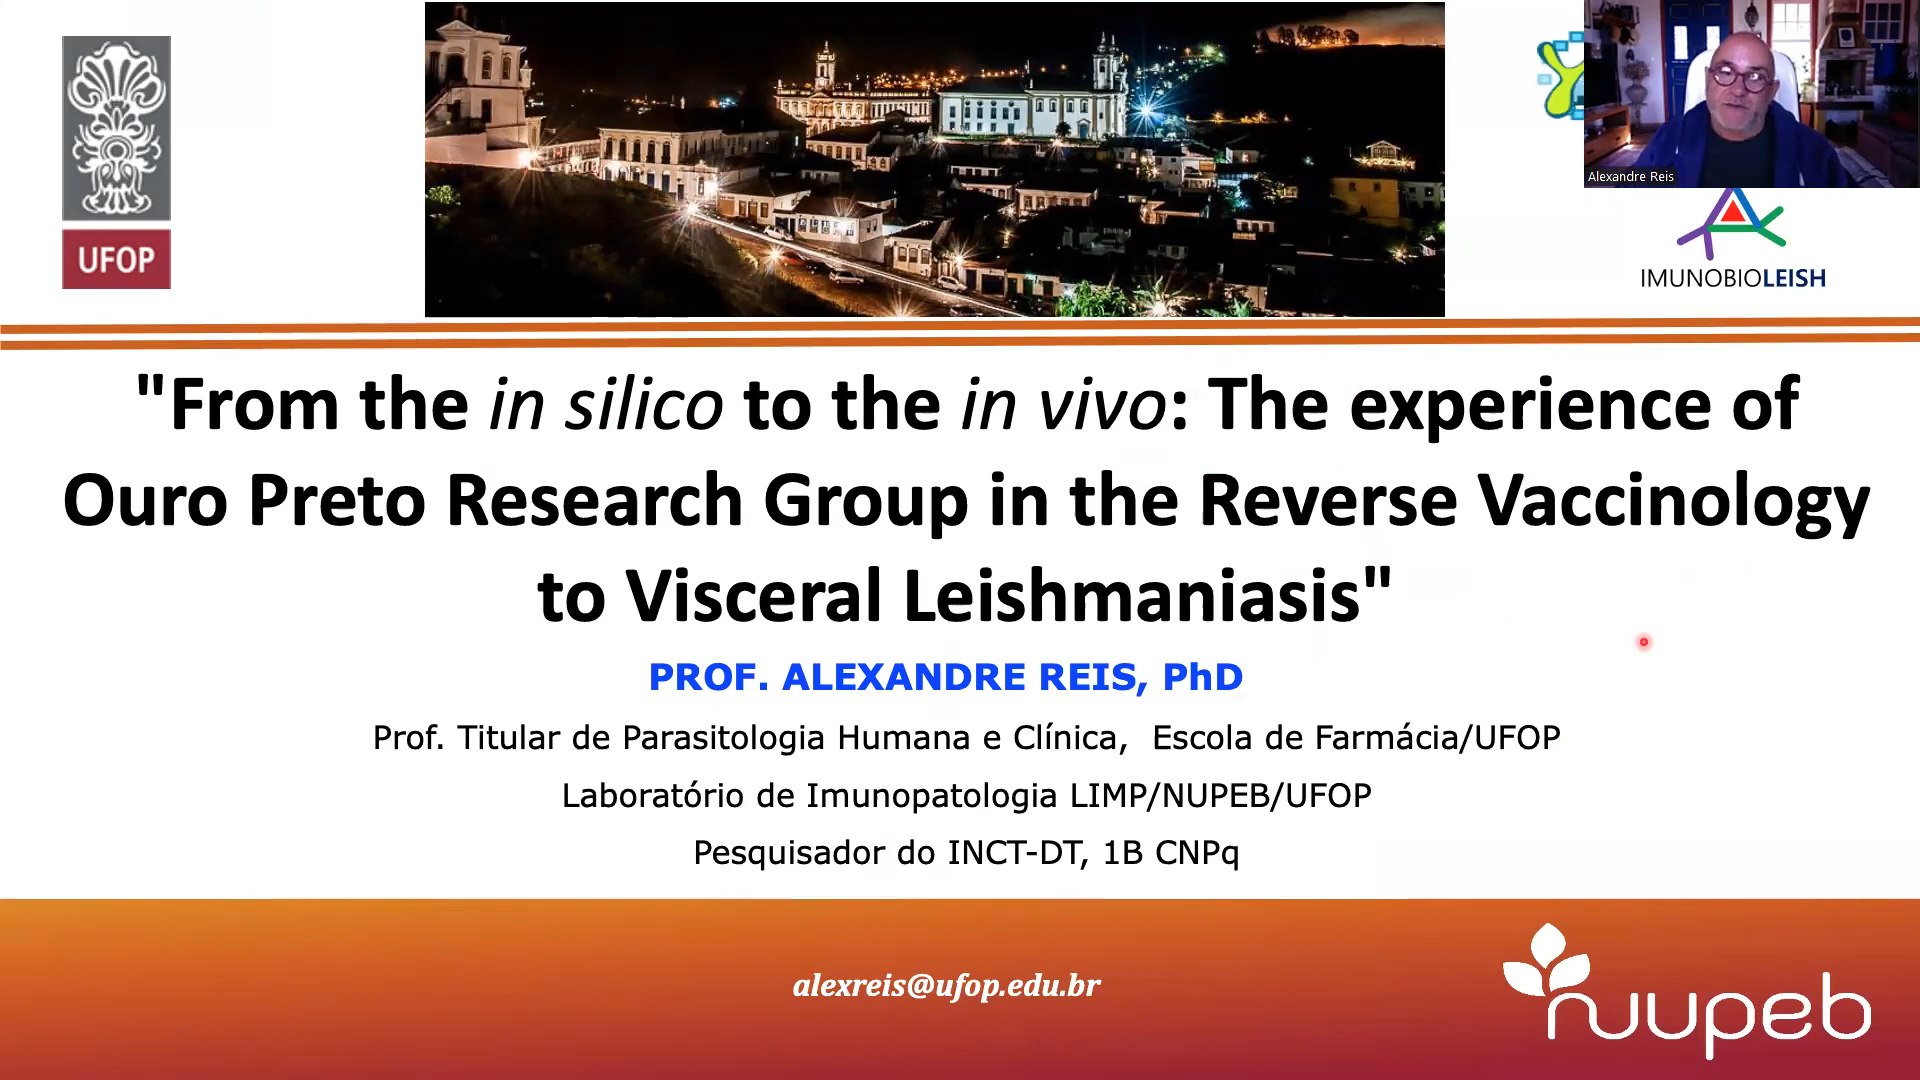 UFOP
Alexandre Reis
IMUNOBIOLEISH
"From the in silico to the in vivo: The experience of
Ouro Preto Research Group in the Reverse Vaccinology
to Visceral Leishmaniasis"
PROF. ALEXANDRE REIS, PhD
Prof. Titular de Parasitologia Humana e Clínica,  Escola de Farmácia/UFOP
Laboratório de Imunopatologia LIMP/NUPEB/UFOP
Pesquisador do INCT-DT, 1B CNPq
alexreis@ufop.edu.br
nuupeb